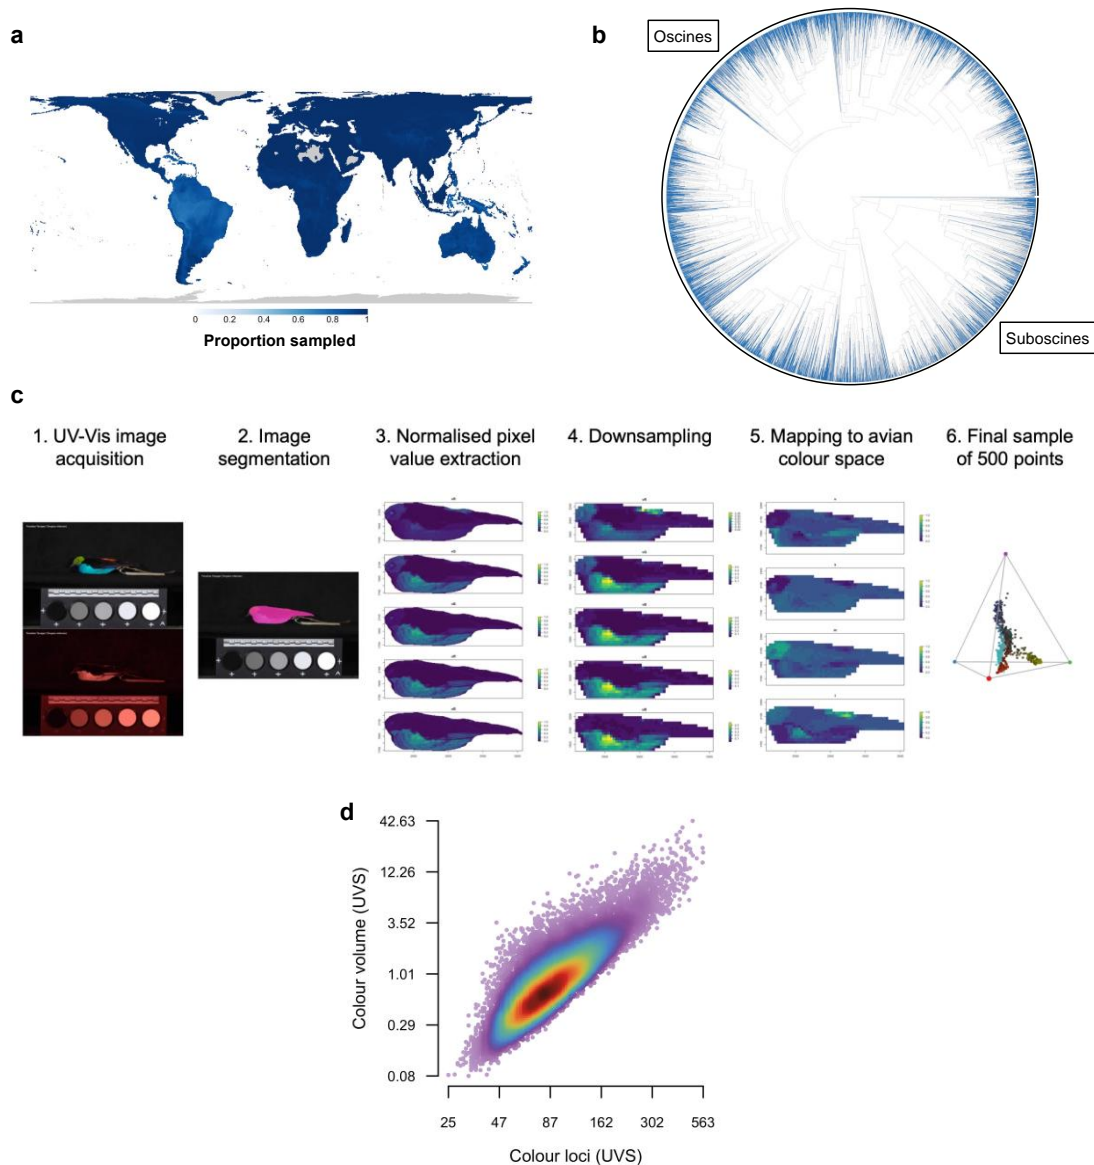 a
0 0.2 0.4 0.6 0.8 1
Proportion sampled
b
Oscines
Suboscines
c
1. UV-Vis image
acquisition
2. Image
segmentation
3. Normalised pixel
value extraction
4. Downsampling
5. Mapping to avian
colour space
6. Final sample
of 500 points
d
42.63
12.26
3.52
1.01
0.29
0.08
Colour volume (UVS)
25 47 87 162 302 563
Colour loci (UVS)